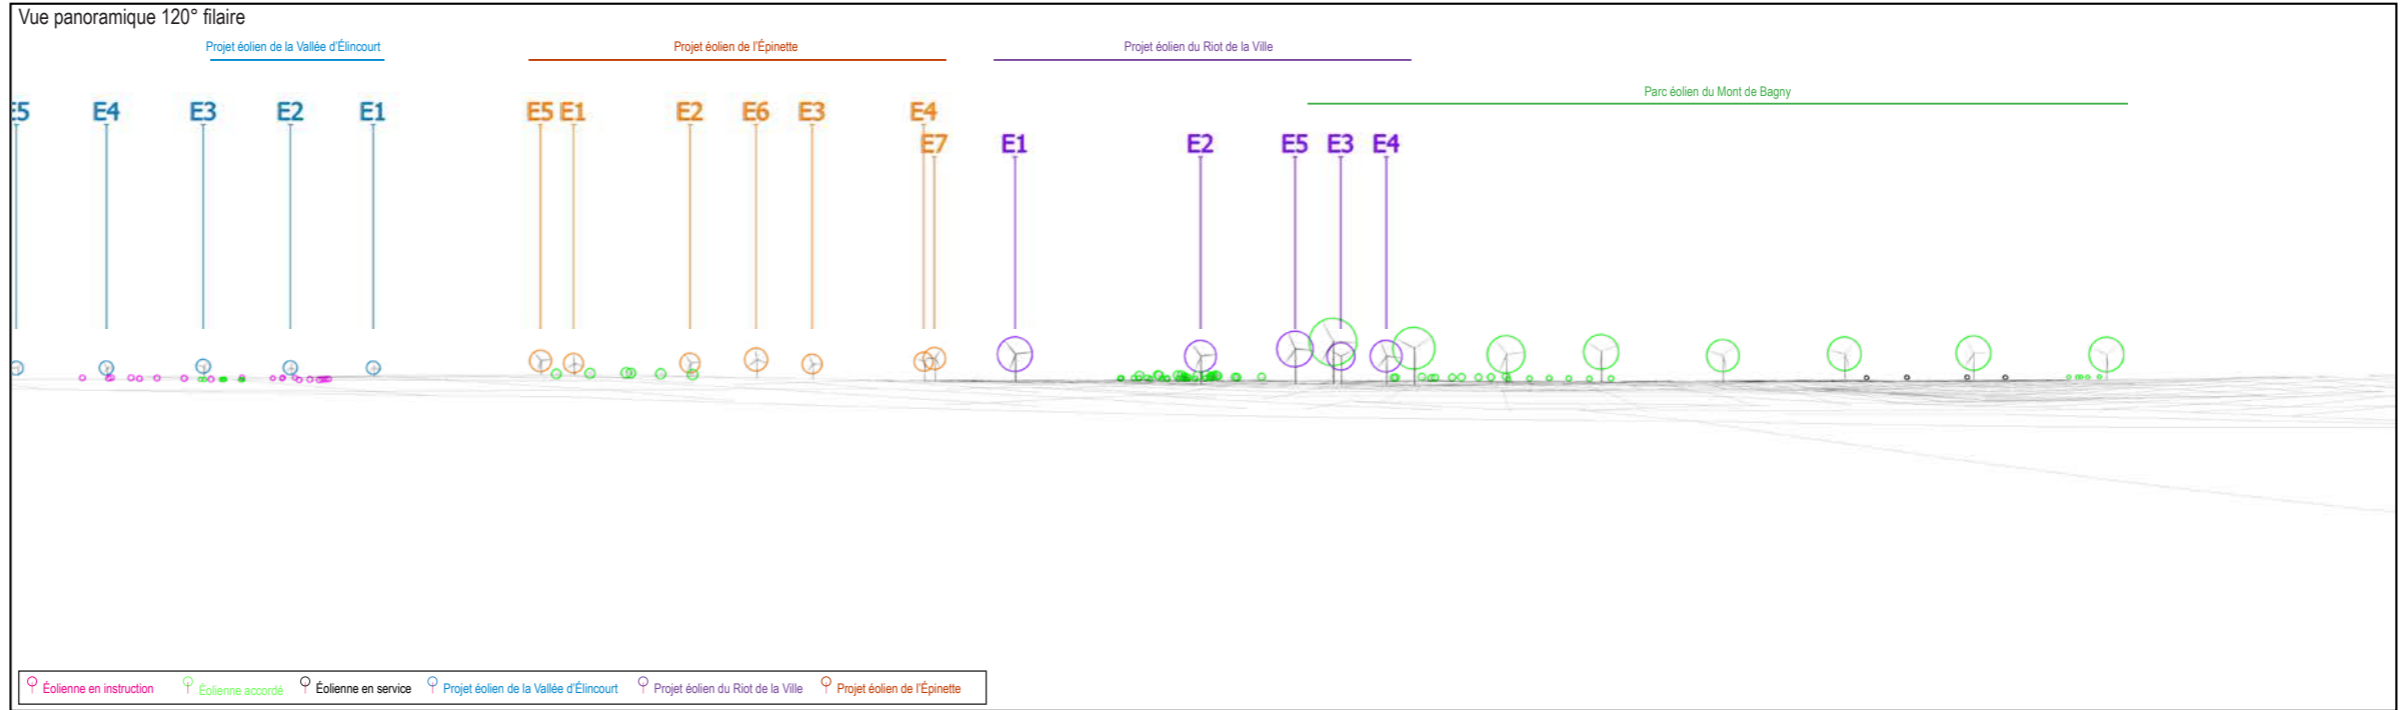 Vue panoramique 120° filaire
Projet éolien de la Vallée d'Élincourt
Projet éolien de l'Épinette
Projet éolien du Riot de la Ville
Parc éolien du Mont de Bagny
E5 E4 E3 E2 E1 E5 E1 E2 E6 E3 E4
E7 E1 E2 E5 E3 E4
Éolienne en instruction Éolienne accordé Éolienne en service Projet éolien de la Vallée d'Élincourt Projet éolien du Riot de la Ville Projet éolien de l'Épinette